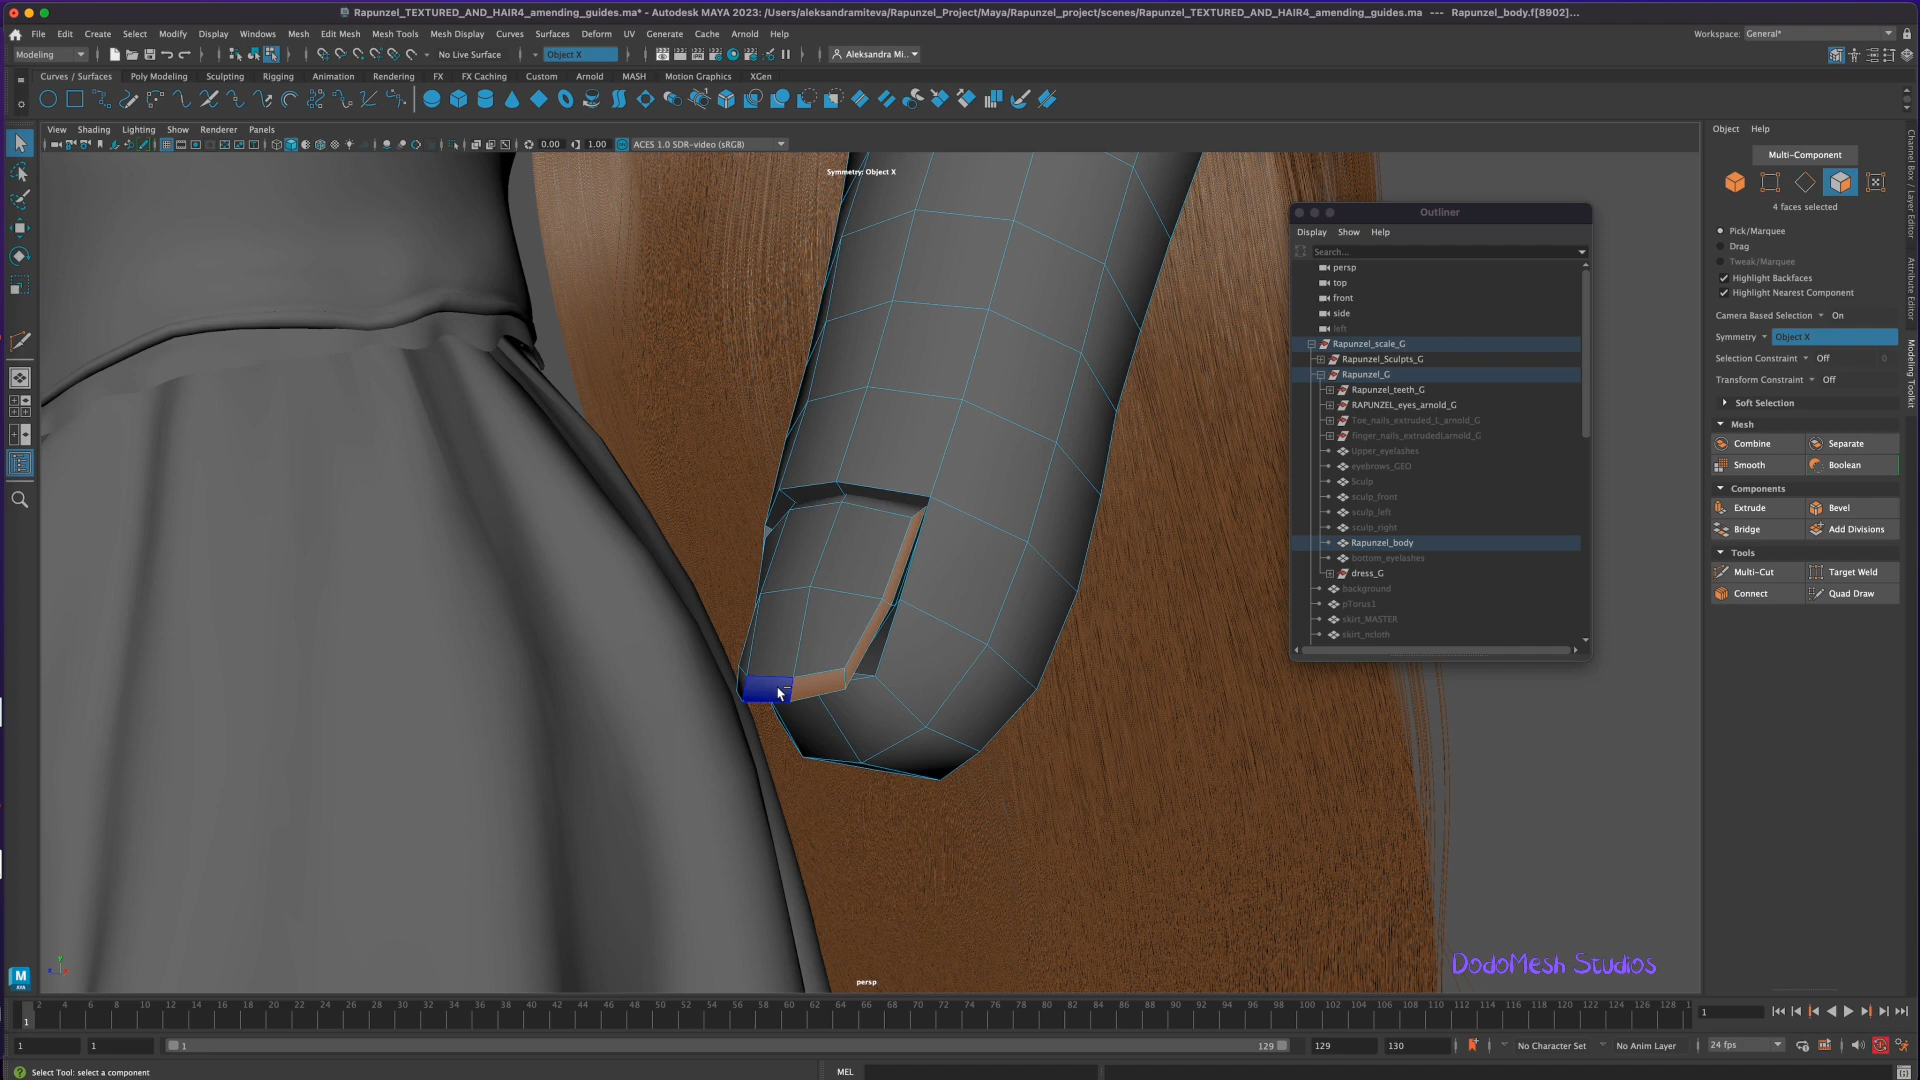 Rapunzel_TEXTURED_AND_HAIR4_amending_guides.ma* - Autodesk MAYA 2023: /Users/aleksandramiteva/Rapunzel_Project/Maya/Rapunzel_project/scenes/Rapunzel_TEXTURED_AND_HAIR4_amending_guides.ma --- Rapunzel_body.f[8902]...
File Edit Create Select Modify Display Windows Mesh Edit Mesh Mesh Tools Mesh Display Curves Surfaces Deform UV Generate Cache Arnold Help
Workspace: General*
Modeling
No Live Surface
Object X
Aleksandra Mi...
Curves / Surfaces Poly Modeling Sculpting Rigging Animation Rendering FX FX Caching Custom Arnold MASH Motion Graphics XGen
View Shading Lighting Show Renderer Panels
0.00 1.00 ACES 1.0 SDR-video (sRGB)
Symmetry: Object X
Outliner
Display Show Help
Search...
persp
top
front
side
left
Rapunzel_scale_G
Rapunzel_Sculpts_G
Rapunzel_G
Rapunzel_teeth_G
RAPUNZEL_eyes_arnold_G
Toe_nails_extruded_L_arnold_G
finger_nails_extrudedLarnold_G
Upper_eyelashes
eyebrows_GEO
Sculp
sculp_front
sculp_left
sculp_right
Rapunzel_body
bottom_eyelashes
dress_G
background
pTorus1
skirt_MASTER
skirt_ncloth
Object Help
Multi-Component
4 faces selected
Pick/Marquee
Drag
Tweak/Marquee
Highlight Backfaces
Highlight Nearest Component
Camera Based Selection On
Symmetry Object X
Selection Constraint Off 0
Transform Constraint Off
Soft Selection
Mesh
Combine Separate
Smooth Boolean
Components
Extrude Bevel
Bridge Add Divisions
Tools
Multi-Cut Target Weld
Connect Quad Draw
Channel Box / Layer Editor
Attribute Editor
Modeling Toolkit
DodoMesh Studios
persp
M
2 4 6 8 10 12 14 16 18 20 22 24 26 28 30 32 34 36 38 40 42 44 46 48 50 52 54 56 58 60 62 64 66 68 70 72 74 76 78 80 82 84 86 88 90 92 94 96 98 100 102 104 106 108 110 112 114 116 118 120 122 124 126 128 1
1
1
1 1 1 129 129 130 No Character Set No Anim Layer 24 fps
Select Tool: select a component
MEL